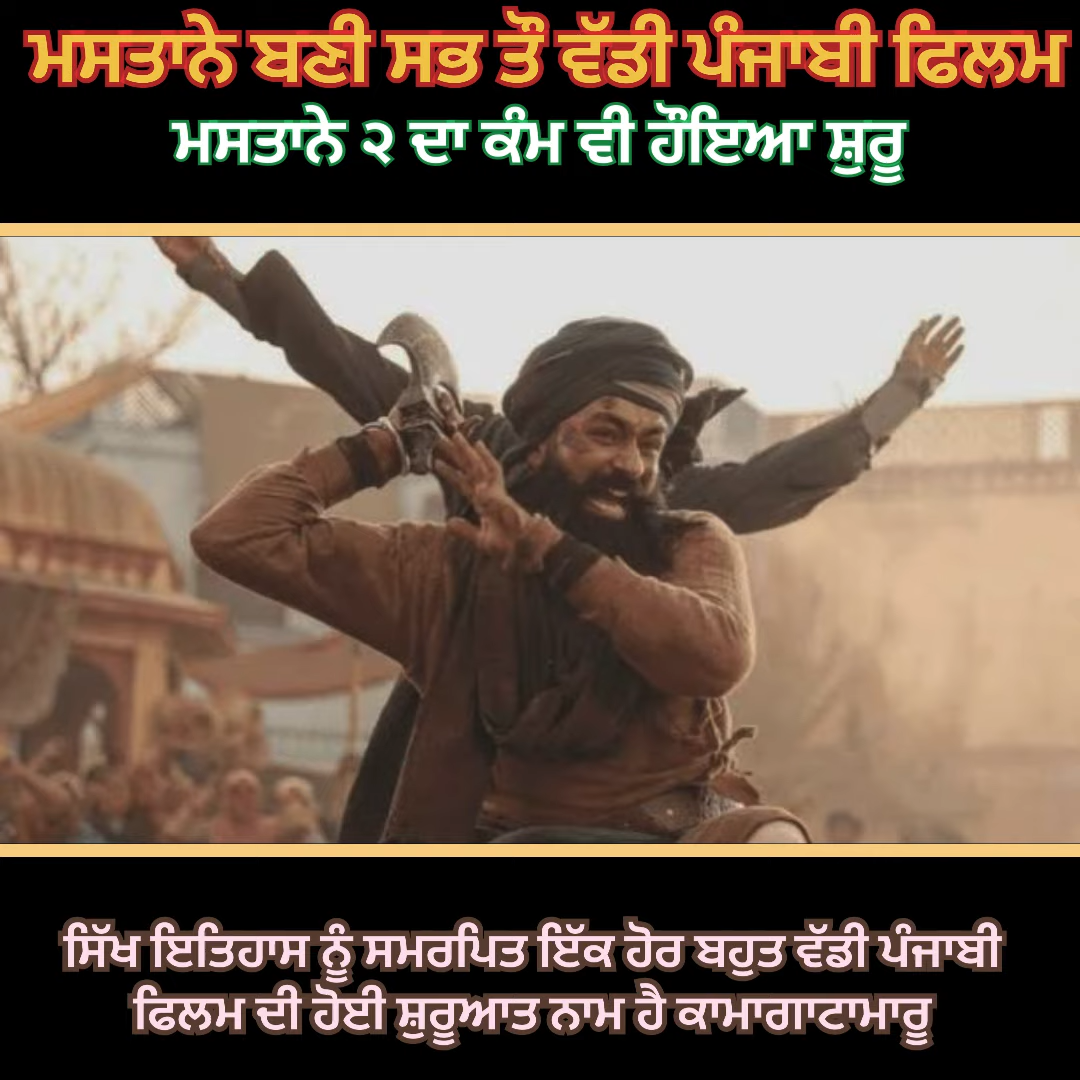 ਮਸਤਾਨੇ ਬਣੀ ਸਭ ਤੌ ਵੱਡੀ ਪੰਜਾਬੀ ਫਿਲਮ
ਮਸਤਾਨੇ ੨ ਦਾ ਕੰਮ ਵੀ ਹੌਇਆ ਸ਼ੁਰੂ
ਸਿੱਖ ਇਤਿਹਾਸ ਨੂੰ ਸਮਰਪਿਤ ਇੱਕ ਹੋਰ ਬਹੁਤ ਵੱਡੀ ਪੰਜਾਬੀ
ਫਿਲਮ ਦੀ ਹੋਈ ਸ਼ੁਰੂਆਤ ਨਾਮ ਹੈ ਕਾਮਾਗਾਟਾਮਾਰੂ